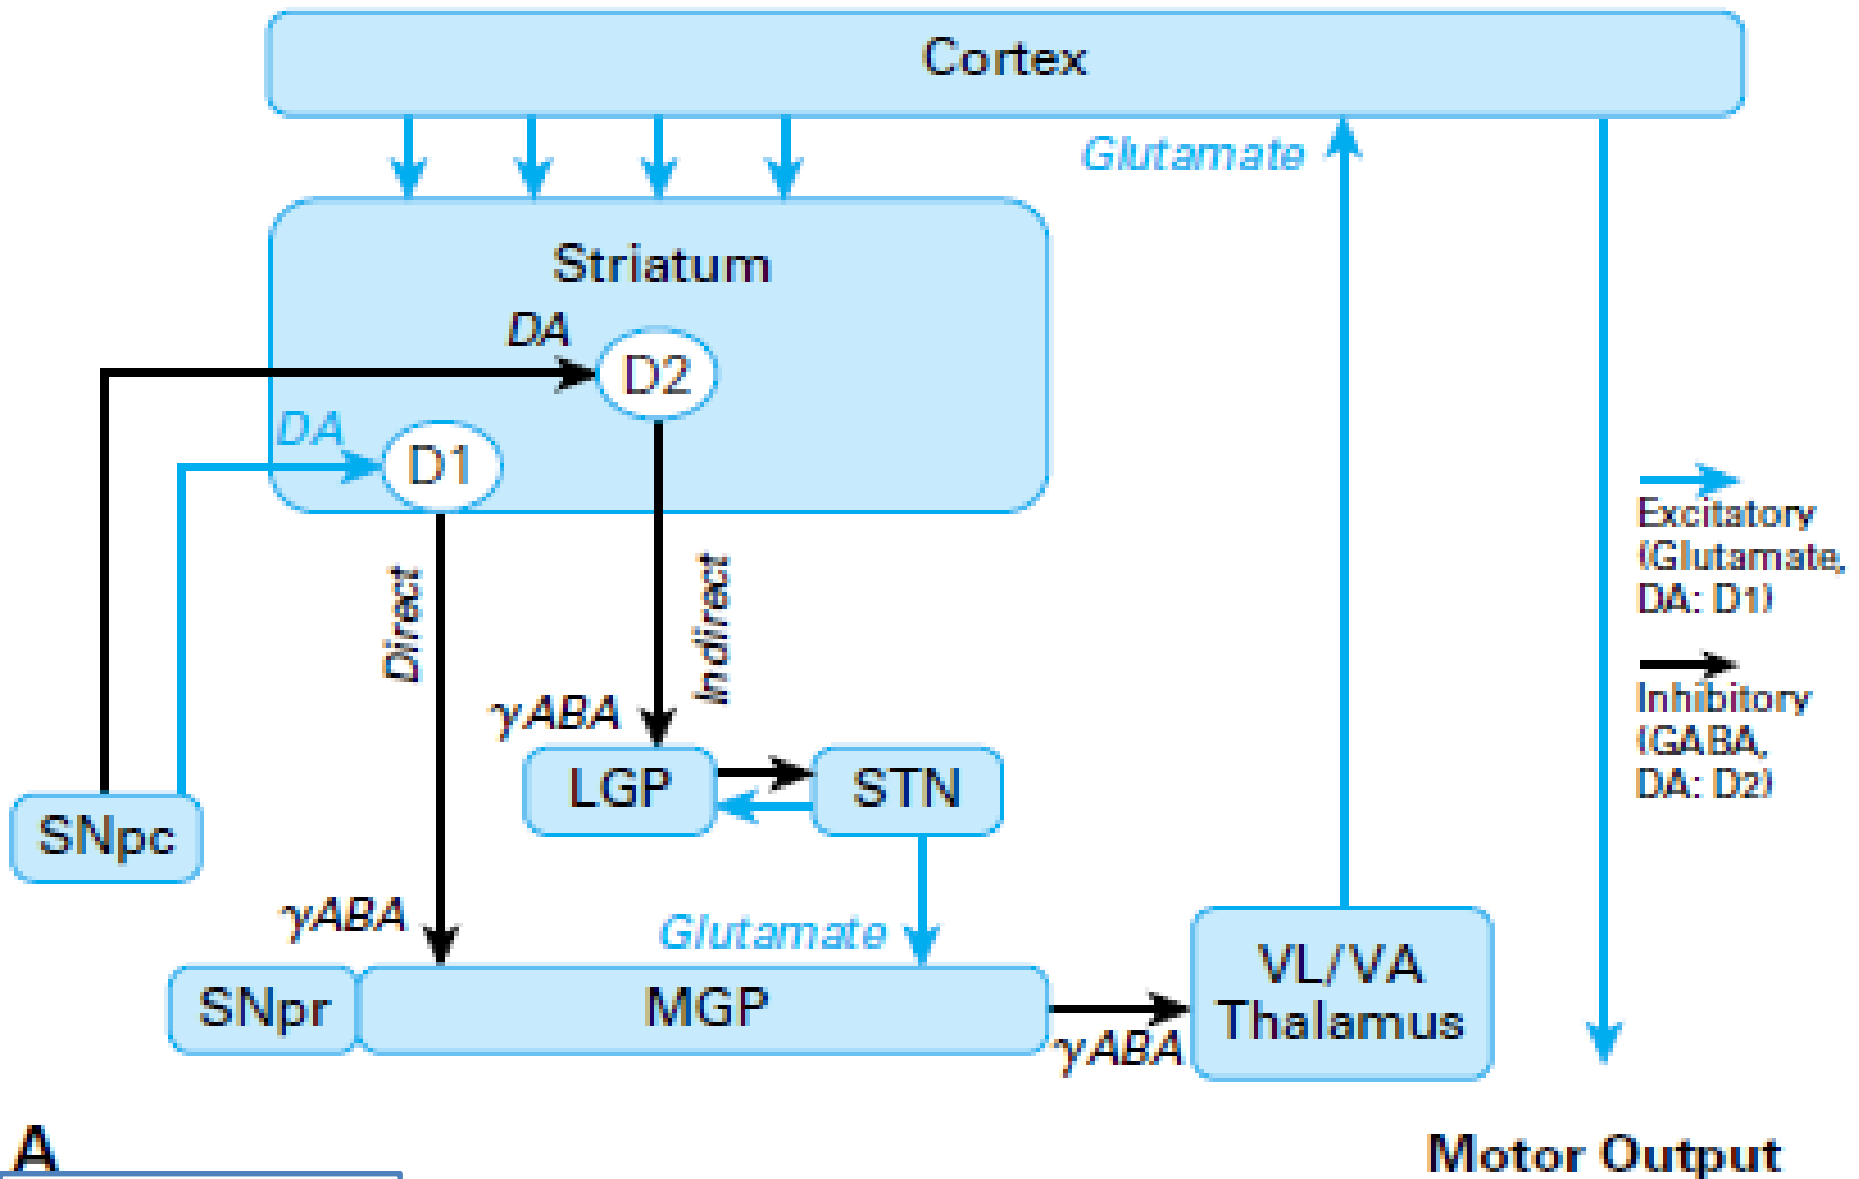 Cortex
Glutamate
Striatum
DA
D2
DA
D1
Excitatory
(Glutamate,
DA: D1)
Direct
Indirect
Inhibitory
(GABA,
DA: D2)
γABA
LGP
STN
SNpc
γABA
Glutamate
SNpr
MGP
γABA
VL/VA
Thalamus
A
Motor Output